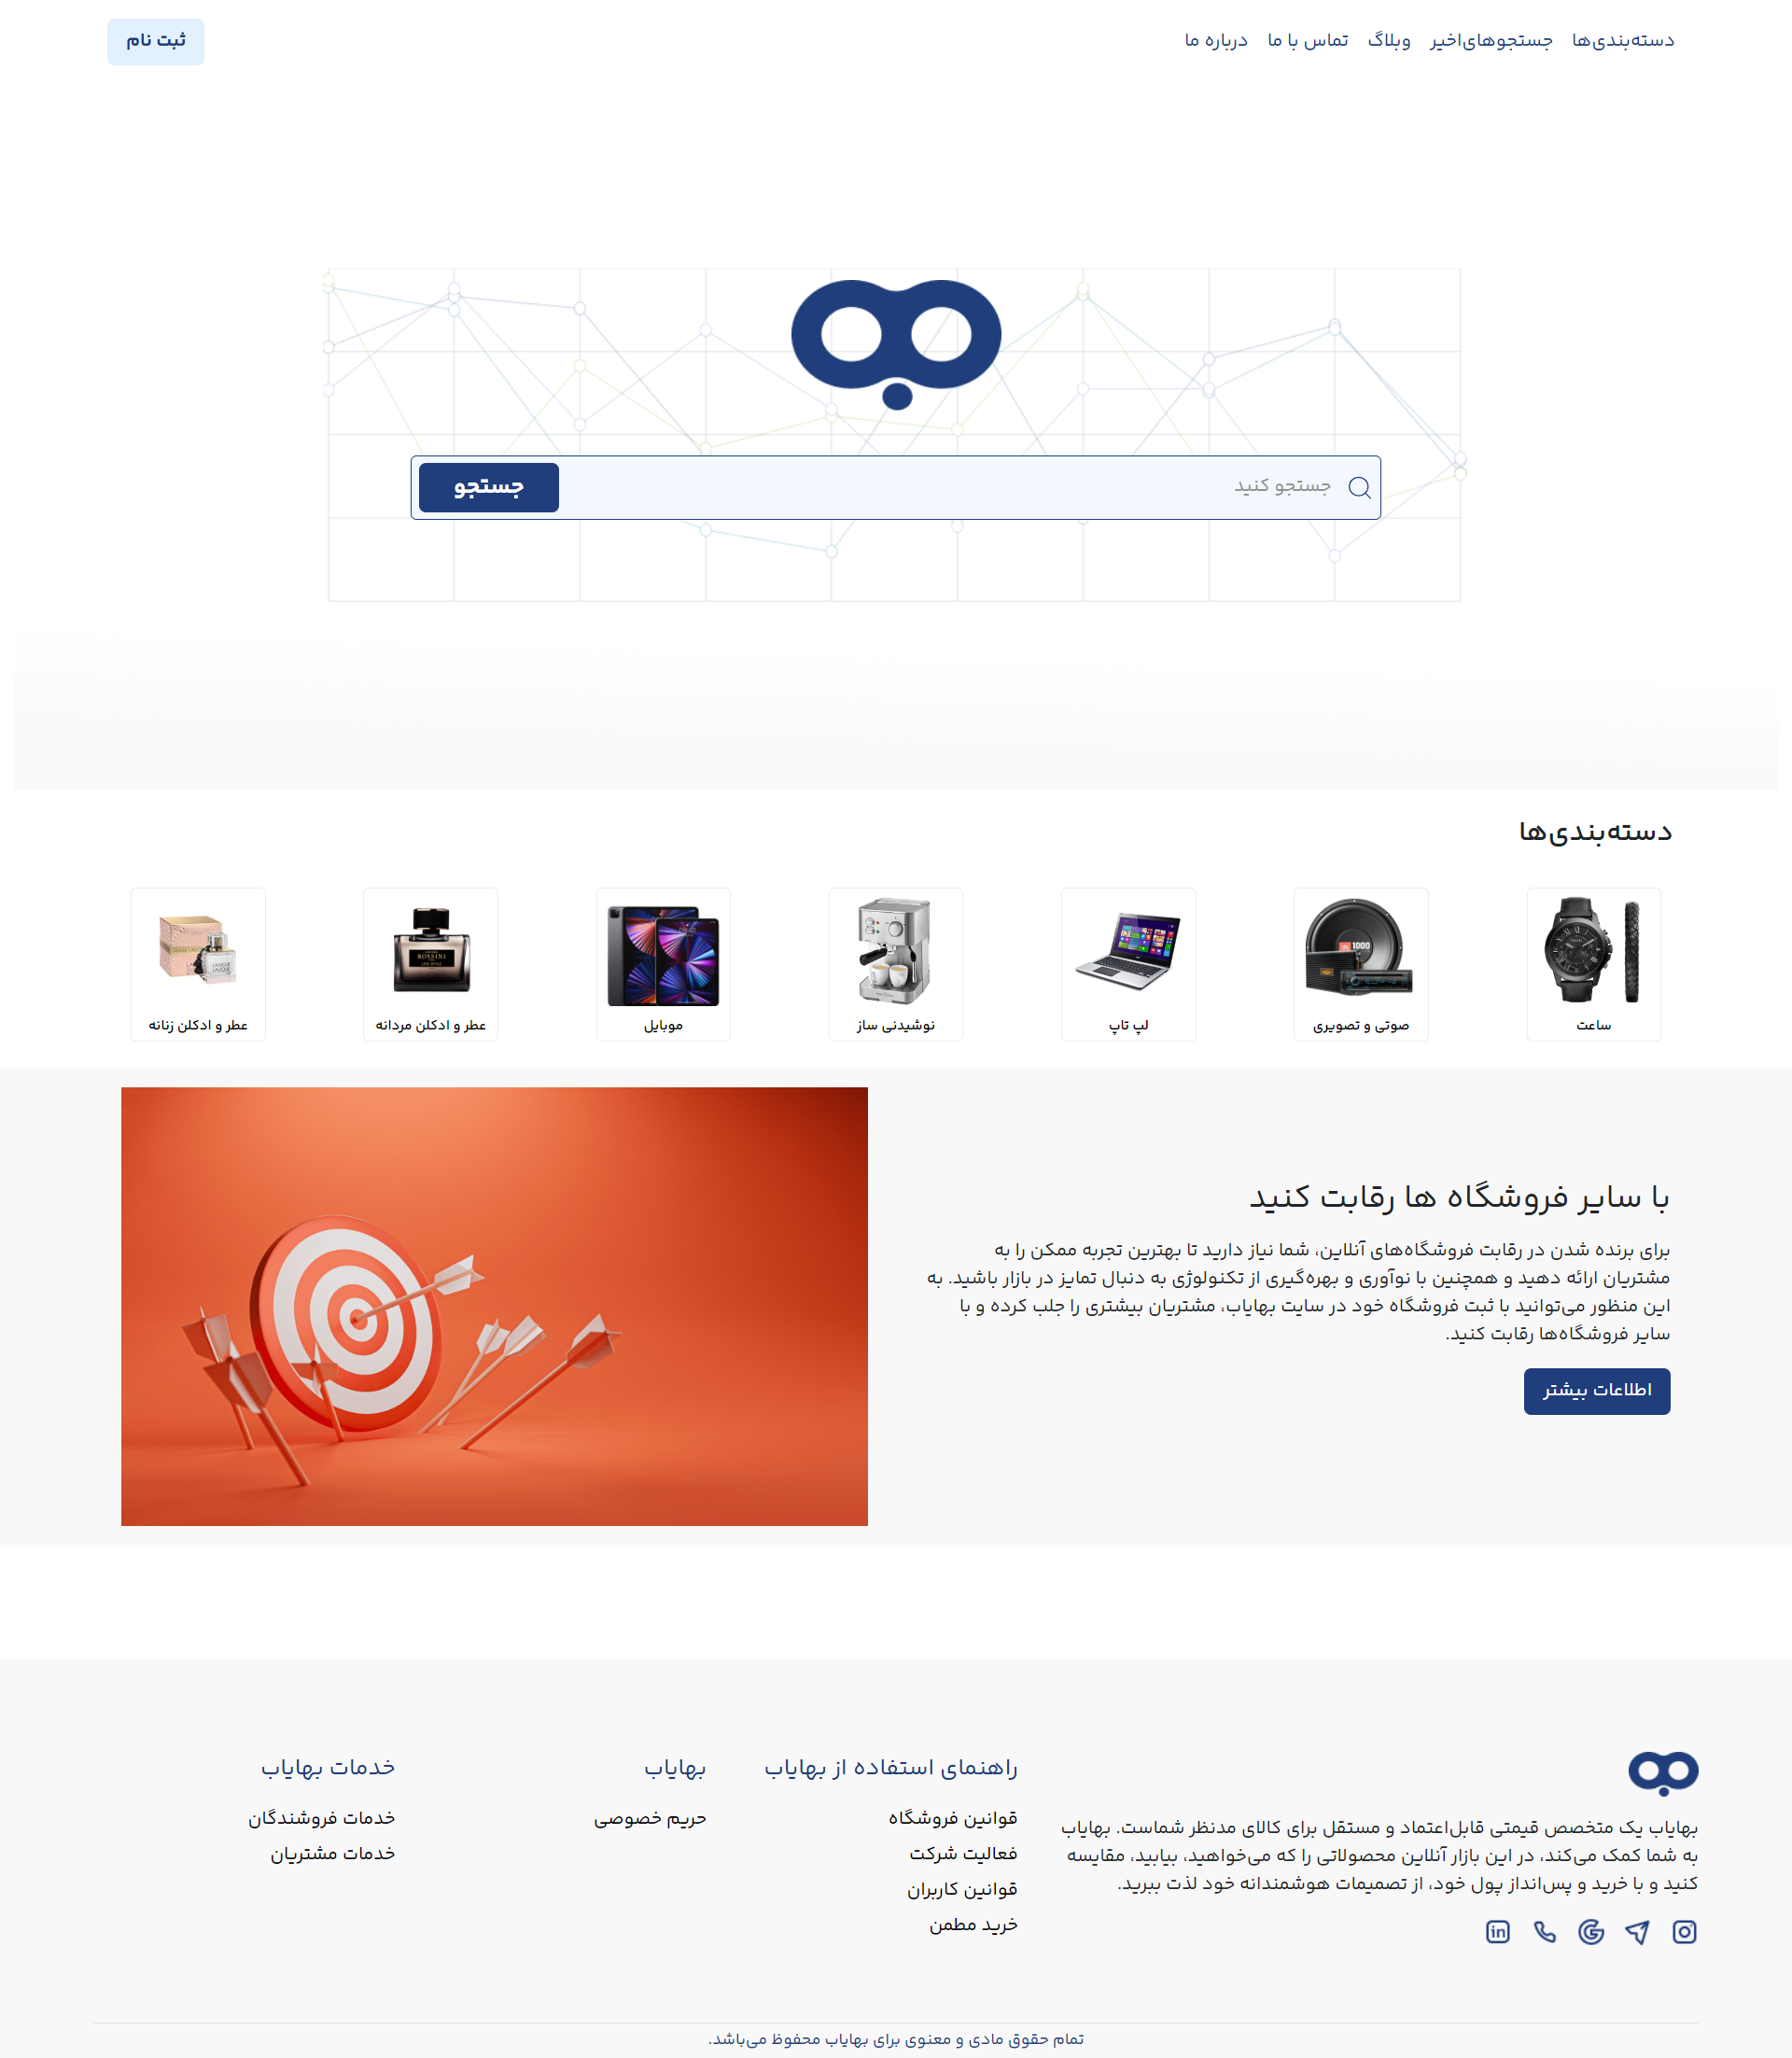 دسته‌بندی‌ها جستجوهای‌اخیر وبلاگ تماس با ما درباره ما
ثبت نام
جستجو کنید
جستجو
دسته‌بندی‌ها
ساعت
صوتی و تصویری
لپ تاپ
نوشیدنی ساز
موبایل
عطر و ادکلن مردانه
عطر و ادکلن زنانه
با سایر فروشگاه ها رقابت کنید
برای برنده شدن در رقابت فروشگاه‌های آنلاین، شما نیاز دارید تا بهترین تجربه ممکن را به
مشتریان ارائه دهید و همچنین با نوآوری و بهره‌گیری از تکنولوژی به دنبال تمایز در بازار باشید. به
این منظور می‌توانید با ثبت فروشگاه خود در سایت بهایاب، مشتریان بیشتری را جلب کرده و با
سایر فروشگاه‌ها رقابت کنید.
اطلاعات بیشتر
بهایاب یک متخصص قیمتی قابل‌اعتماد و مستقل برای کالای مدنظر شماست. بهایاب
به شما کمک می‌کند، در این بازار آنلاین محصولاتی را که می‌خواهید، بیابید، مقایسه
کنید و با خرید و پس‌انداز پول خود، از تصمیمات هوشمندانه خود لذت ببرید.
راهنمای استفاده از بهایاب
قوانین فروشگاه
فعالیت شرکت
قوانین کاربران
خرید مطمن
بهایاب
حریم خصوصی
خدمات بهایاب
خدمات فروشندگان
خدمات مشتریان
تمام حقوق مادی و معنوی برای بهایاب محفوظ می‌باشد.